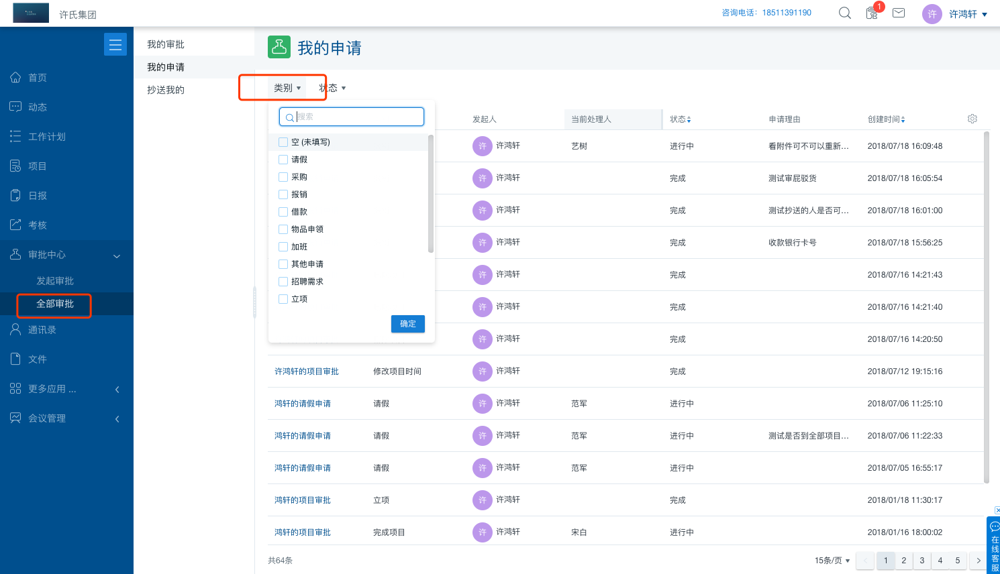 许氏集团
咨询电话：18511391190
1
许
许鸿轩
首页
动态
工作计划
项目
日报
考核
审批中心
发起审批
全部审批
通讯录
文件
更多应用 ...
会议管理
我的审批
我的申请
抄送我的
我的申请
类别
状态
搜索
空 (未填写)
请假
采购
报销
借款
物品申领
加班
其他申请
招聘需求
立项
确定
发起人 当前处理人 状态 申请理由 创建时间
许 许鸿轩 艺树 进行中 看附件可不可以重新... 2018/07/18 16:09:48
许 许鸿轩 完成 测试审屁驳货 2018/07/18 16:05:54
许 许鸿轩 完成 测试抄送的人是否可... 2018/07/18 16:01:00
许 许鸿轩 完成 收款银行卡号 2018/07/18 15:56:25
许 许鸿轩 完成 2018/07/16 14:21:43
许 许鸿轩 完成 2018/07/16 14:21:40
许 许鸿轩 完成 2018/07/16 14:20:50
许鸿轩的项目审批 修改项目时间 许 许鸿轩 完成 2018/07/12 19:15:16
鸿轩的请假申请 请假 许 许鸿轩 范军 进行中 2018/07/06 11:25:10
鸿轩的请假申请 请假 许 许鸿轩 范军 进行中 测试是否到全部项目... 2018/07/06 11:22:33
鸿轩的请假申请 请假 许 许鸿轩 范军 进行中 2018/07/05 16:55:17
鸿轩的项目审批 立项 许 许鸿轩 完成 2018/01/18 11:30:17
鸿轩的项目审批 完成项目 许 许鸿轩 宋白 进行中 2018/01/16 18:00:02
共64条
15条/页
< 1 2 3 4 5 >
在线客服